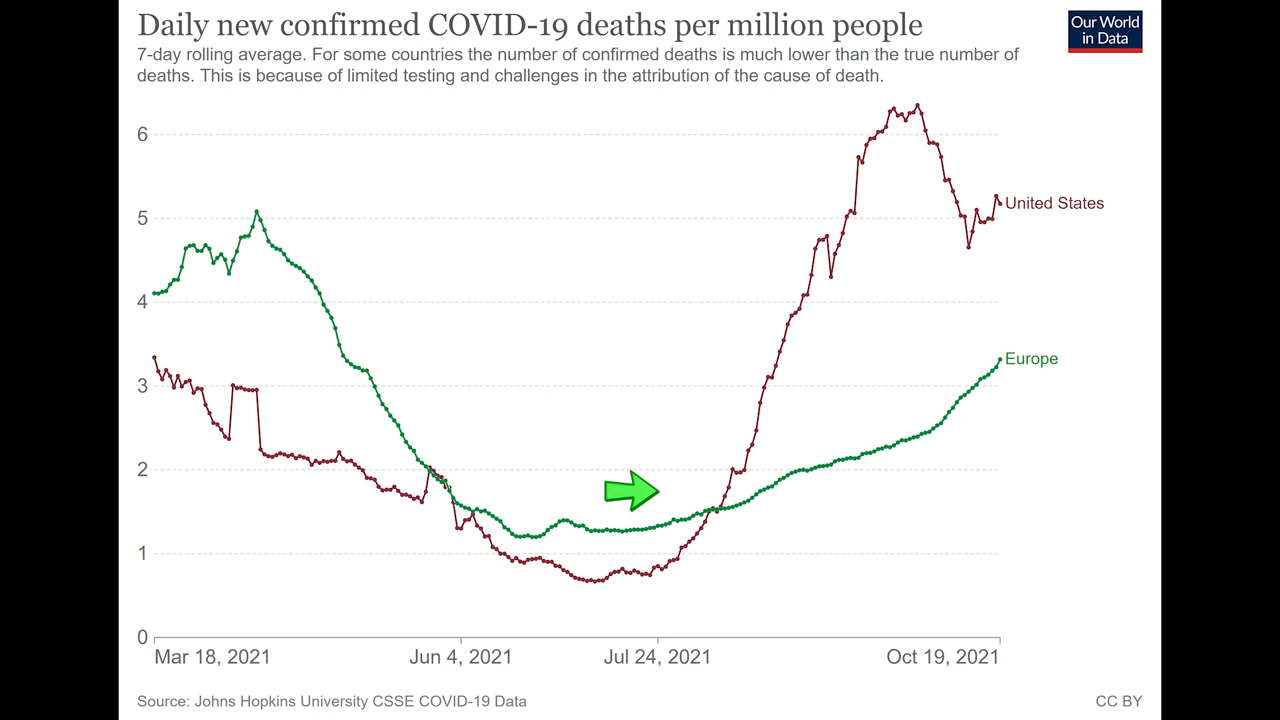 Daily new confirmed COVID-19 deaths per million people
Our World
in Data
7-day rolling average. For some countries the number of confirmed deaths is much lower than the true number of
deaths. This is because of limited testing and challenges in the attribution of the cause of death.
6
5
4
3
2
1
0
United States
Europe
Mar 18, 2021
Jun 4, 2021
Jul 24, 2021
Oct 19, 2021
Source: Johns Hopkins University CSSE COVID-19 Data
CC BY